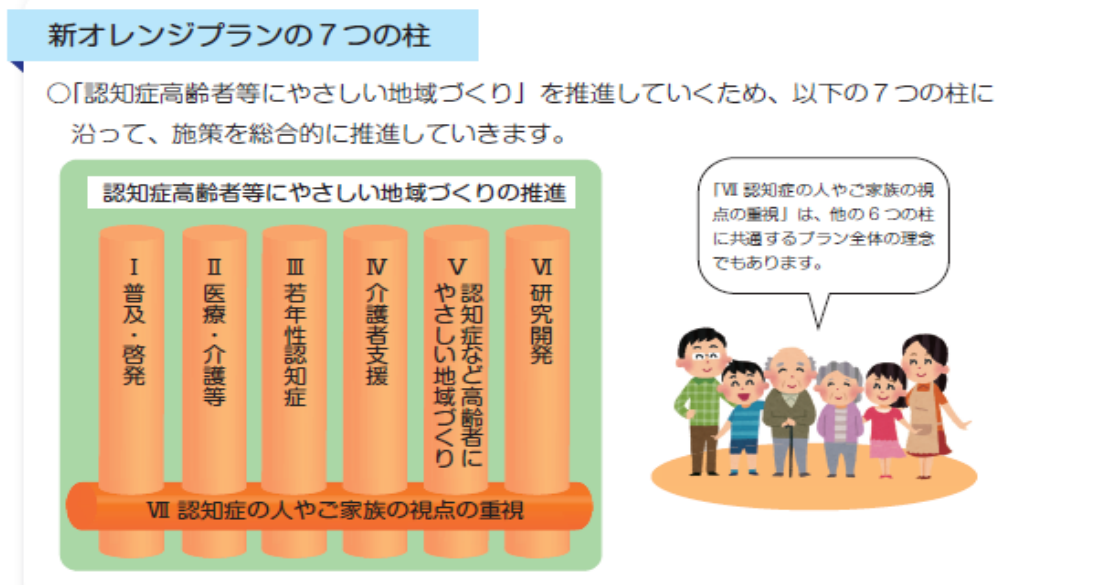 新オレンジプランの７つの柱
○「認知症高齢者等にやさしい地域づくり」を推進していくため、以下の７つの柱に
沿って、施策を総合的に推進していきます。
認知症高齢者等にやさしい地域づくりの推進
Ⅰ
普及・啓発
Ⅱ
医療・介護等
Ⅲ
若年性認知症
Ⅳ
介護者支援
Ⅴ
認知症など高齢者に
やさしい地域づくり
Ⅵ
研究開発
Ⅶ 認知症の人やご家族の視点の重視
「Ⅶ 認知症の人やご家族の視
点の重視」は、他の６つの柱
に共通するプラン全体の理念
でもあります。